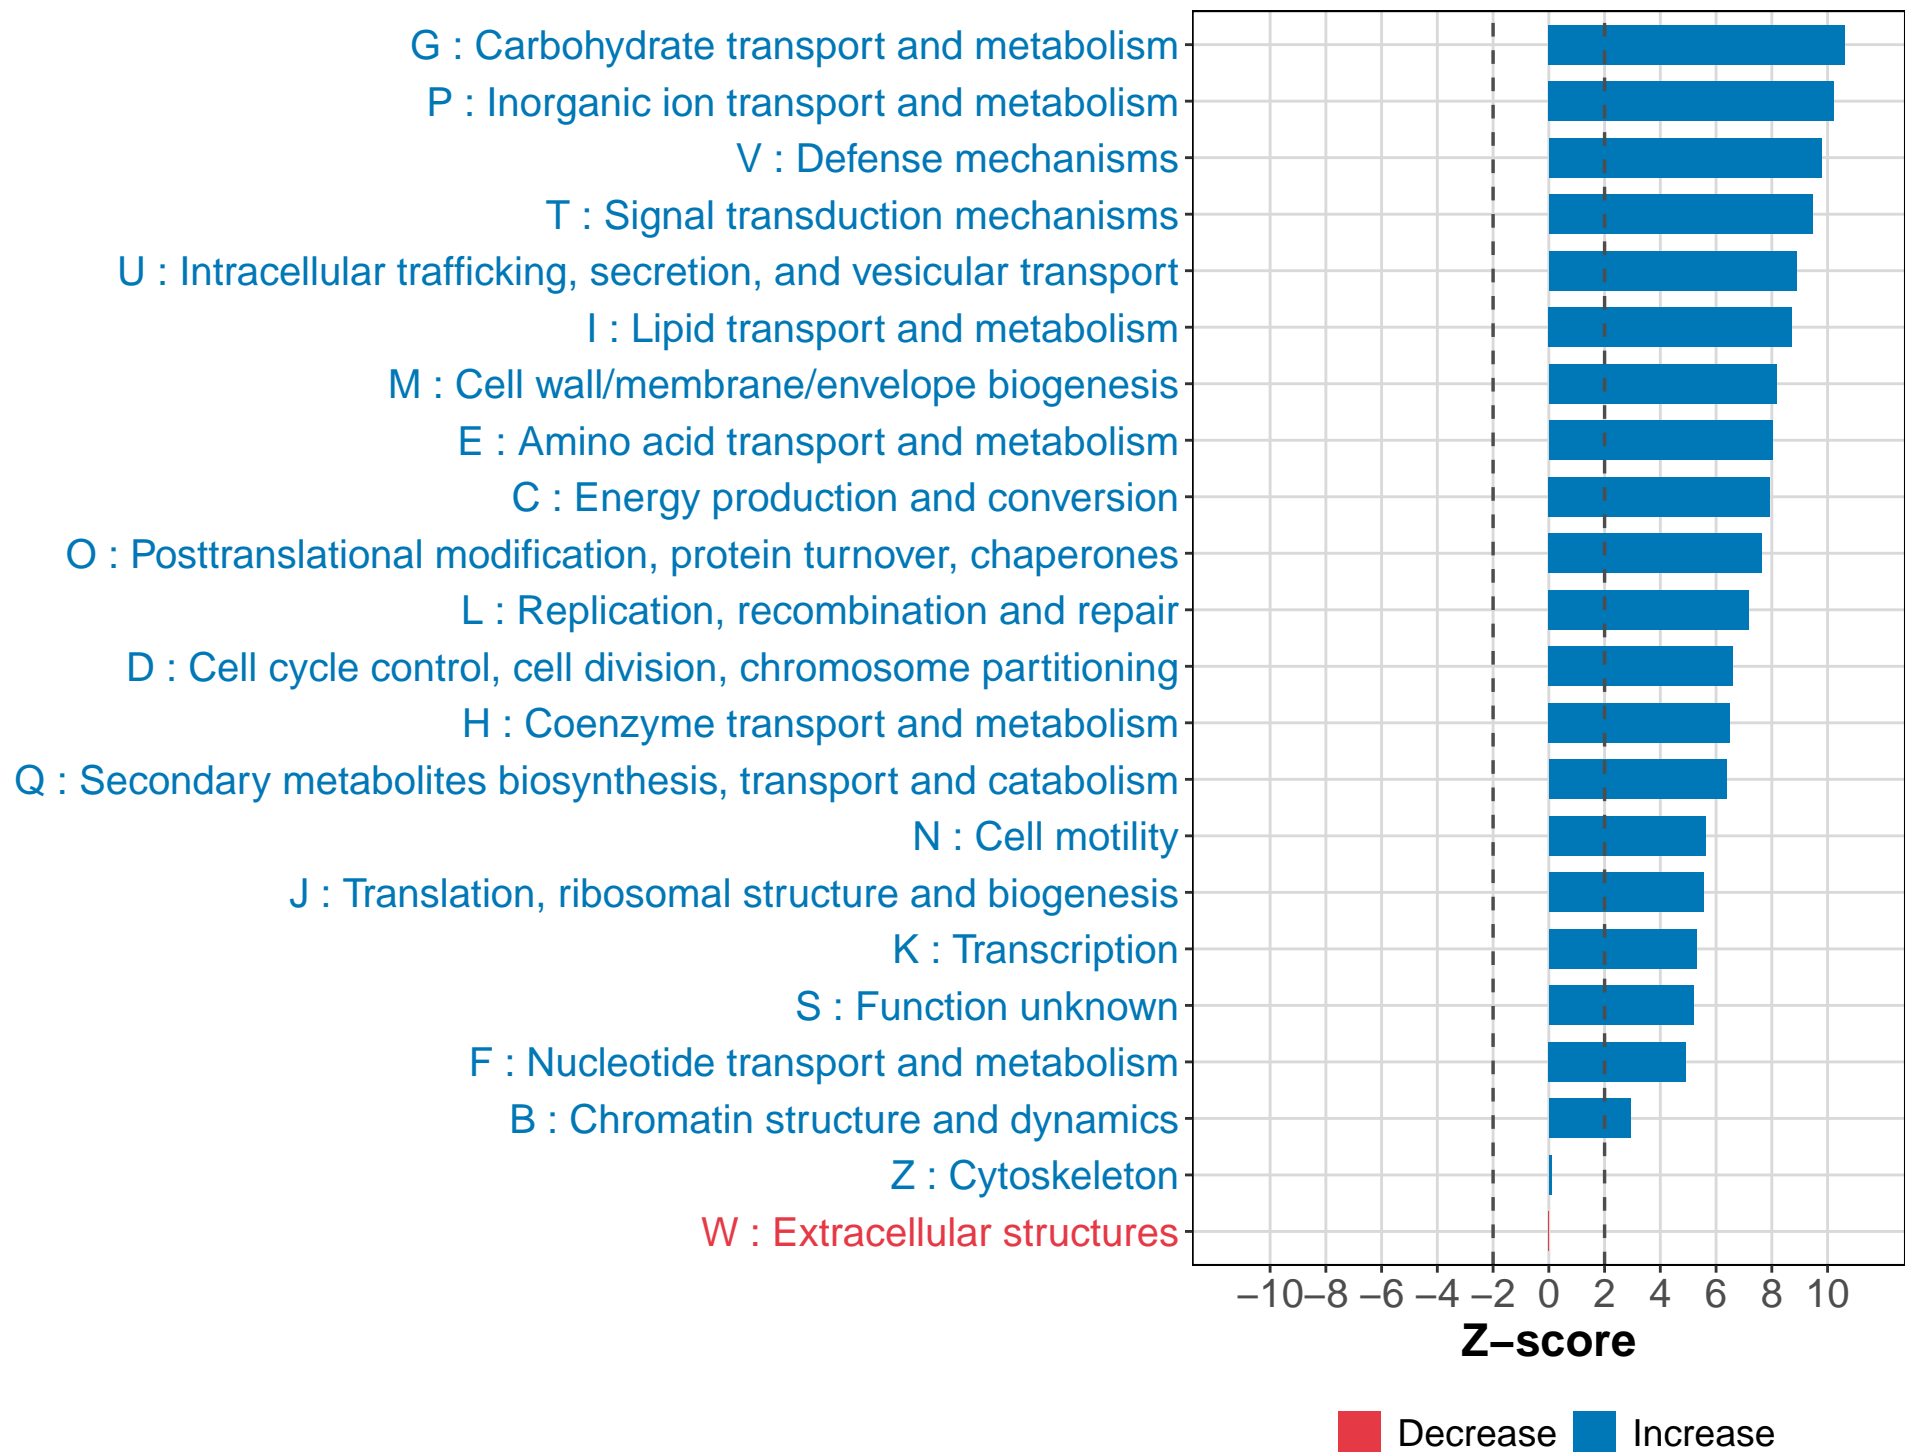 G : Carbohydrate transport and metabolism
P : Inorganic ion transport and metabolism
V : Defense mechanisms
T : Signal transduction mechanisms
U : Intracellular trafficking, secretion, and vesicular transport
I : Lipid transport and metabolism
M : Cell wall/membrane/envelope biogenesis
E : Amino acid transport and metabolism
C : Energy production and conversion
O : Posttranslational modification, protein turnover, chaperones
L : Replication, recombination and repair
D : Cell cycle control, cell division, chromosome partitioning
H : Coenzyme transport and metabolism
Q : Secondary metabolites biosynthesis, transport and catabolism
N : Cell motility
J : Translation, ribosomal structure and biogenesis
K : Transcription
S : Function unknown
F : Nucleotide transport and metabolism
B : Chromatin structure and dynamics
Z : Cytoskeleton
W : Extracellular structures
−10 −8 −6 −4 −2 0 2 4 6 8 10
Z−score
Decrease Increase